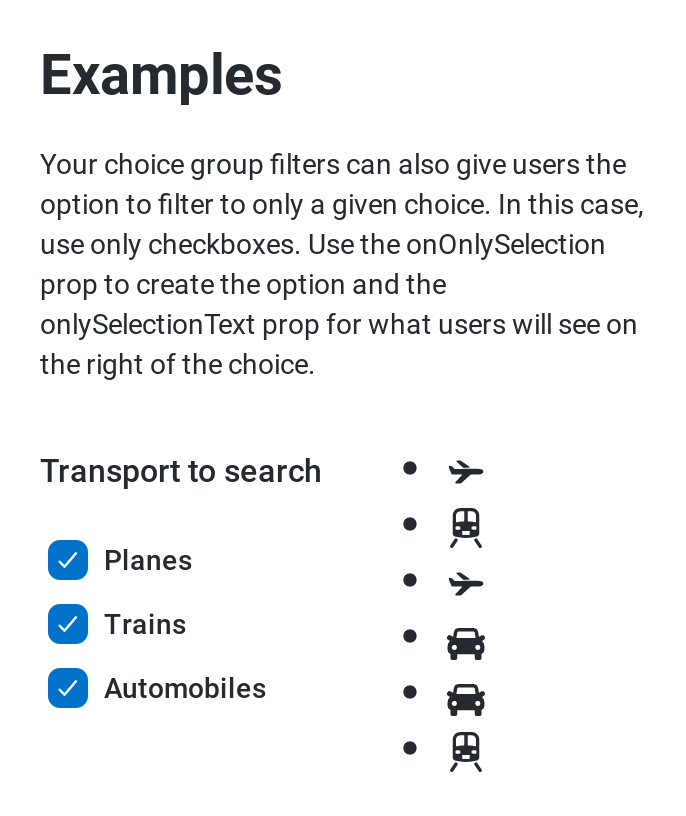 Examples
Your choice group filters can also give users the
option to filter to only a given choice. In this case,
use only checkboxes. Use the onOnlySelection
prop to create the option and the
onlySelectionText prop for what users will see on
the right of the choice.
Transport to search
Planes
Trains
Automobiles